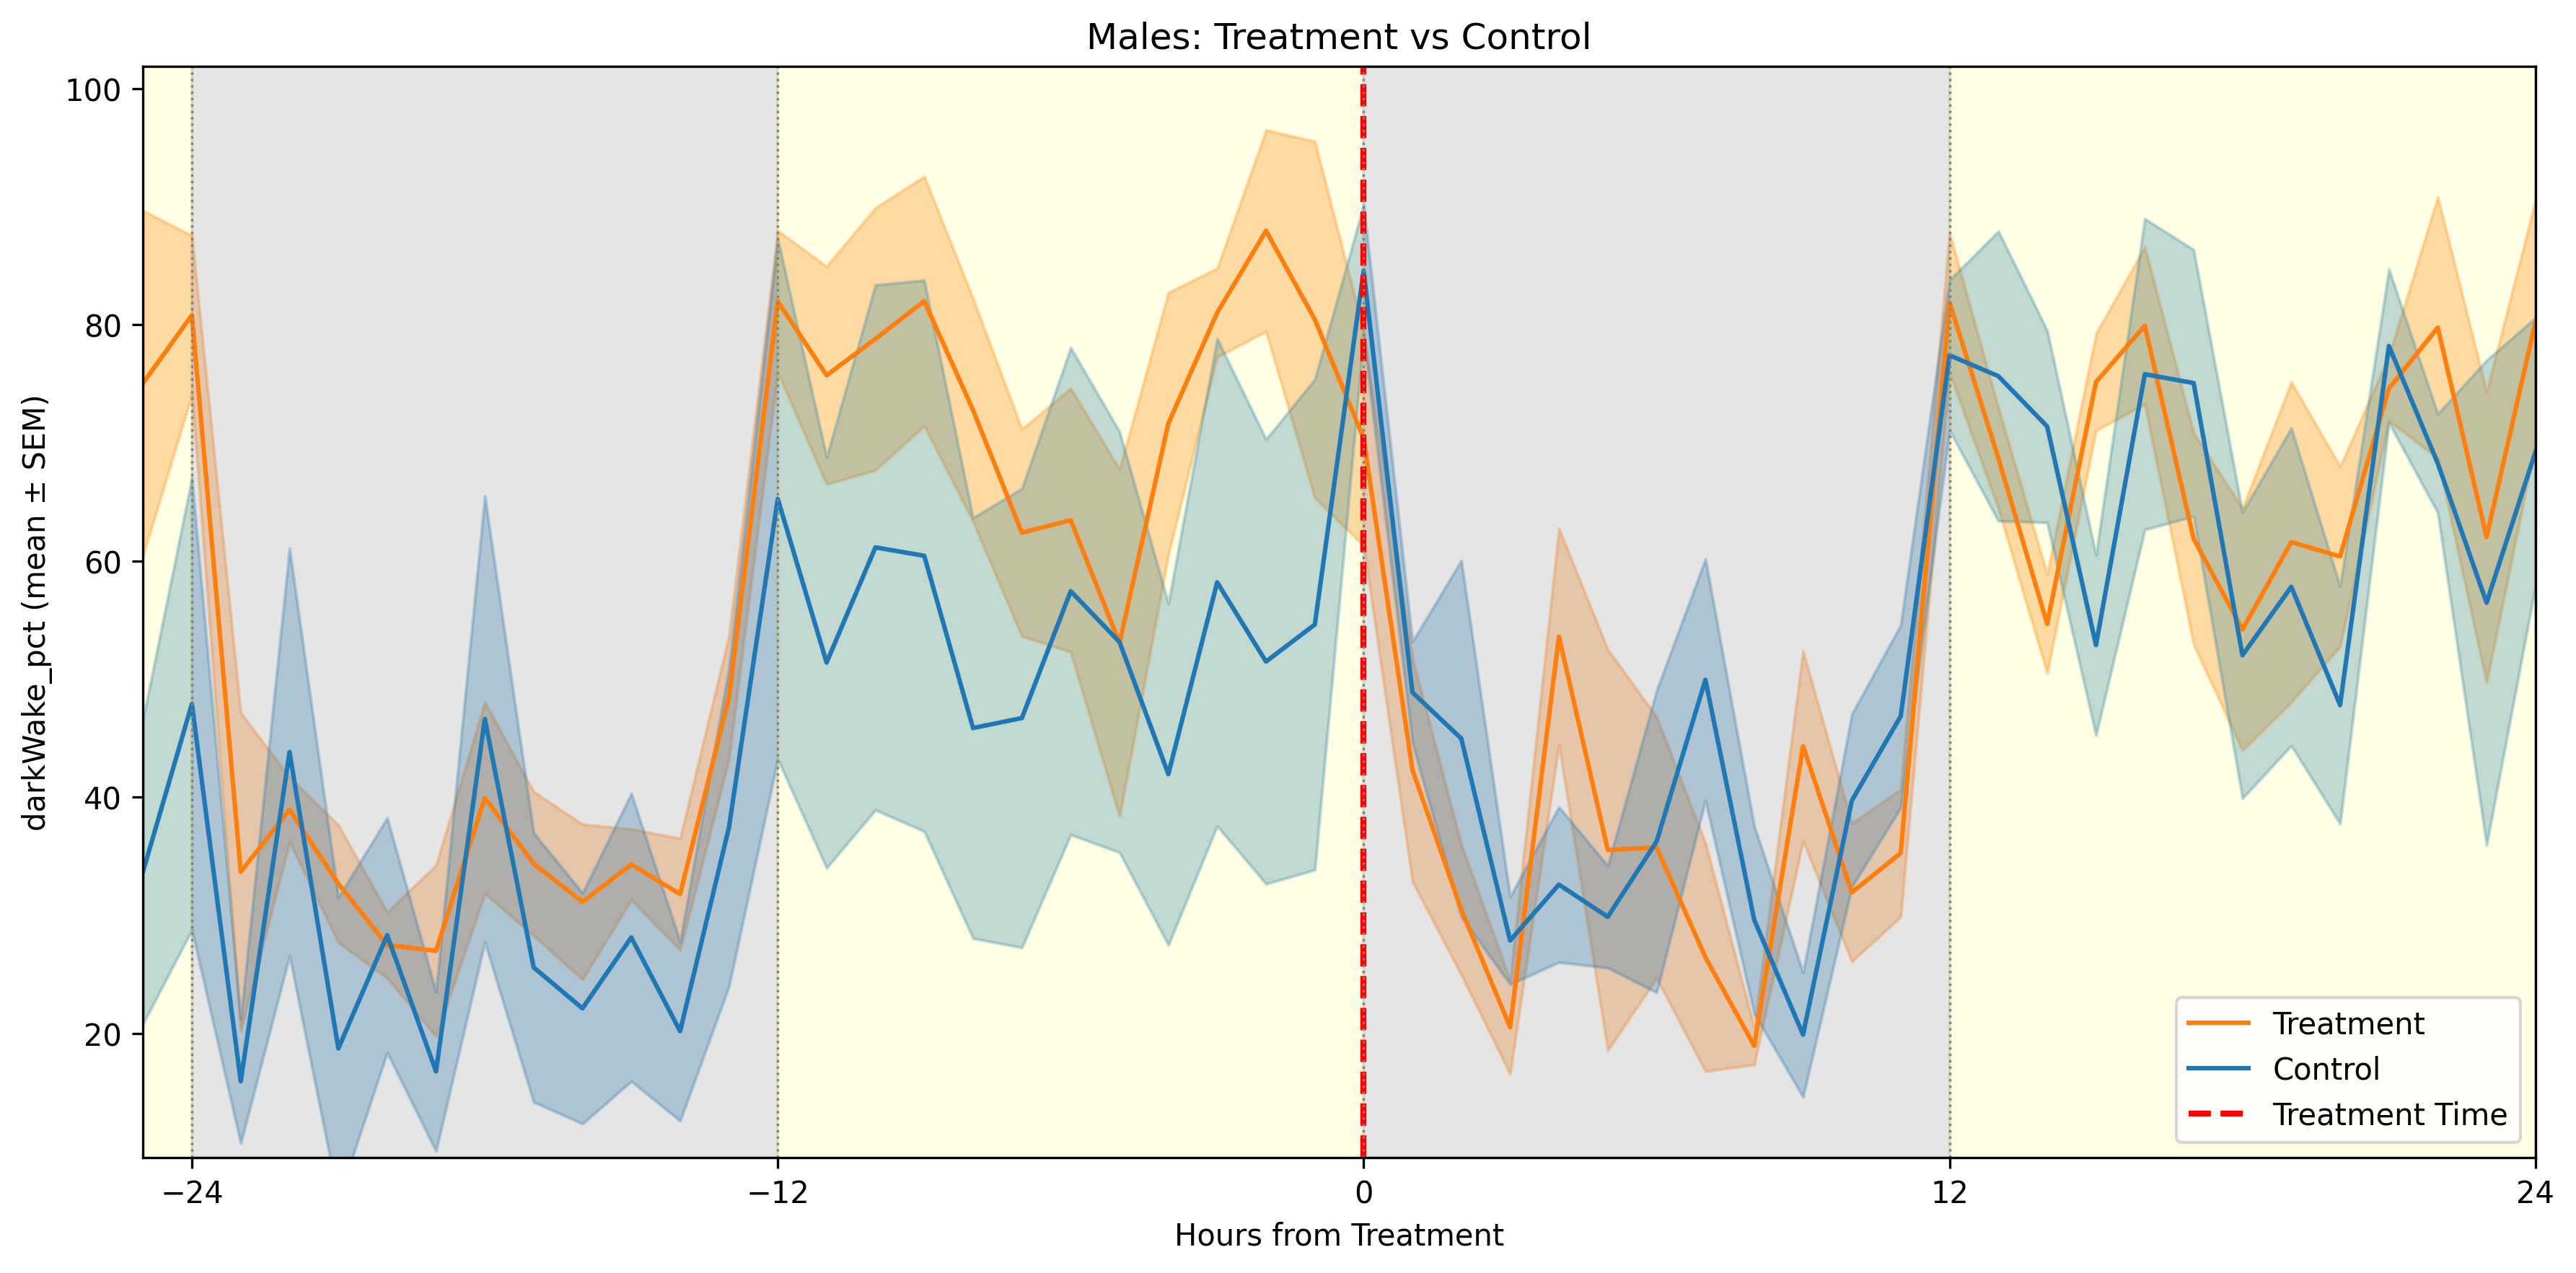 Males: Treatment vs Control
darkWake_pct (mean ± SEM)
100
80
60
40
20
−24
−12
0
12
24
Hours from Treatment
Treatment
Control
Treatment Time